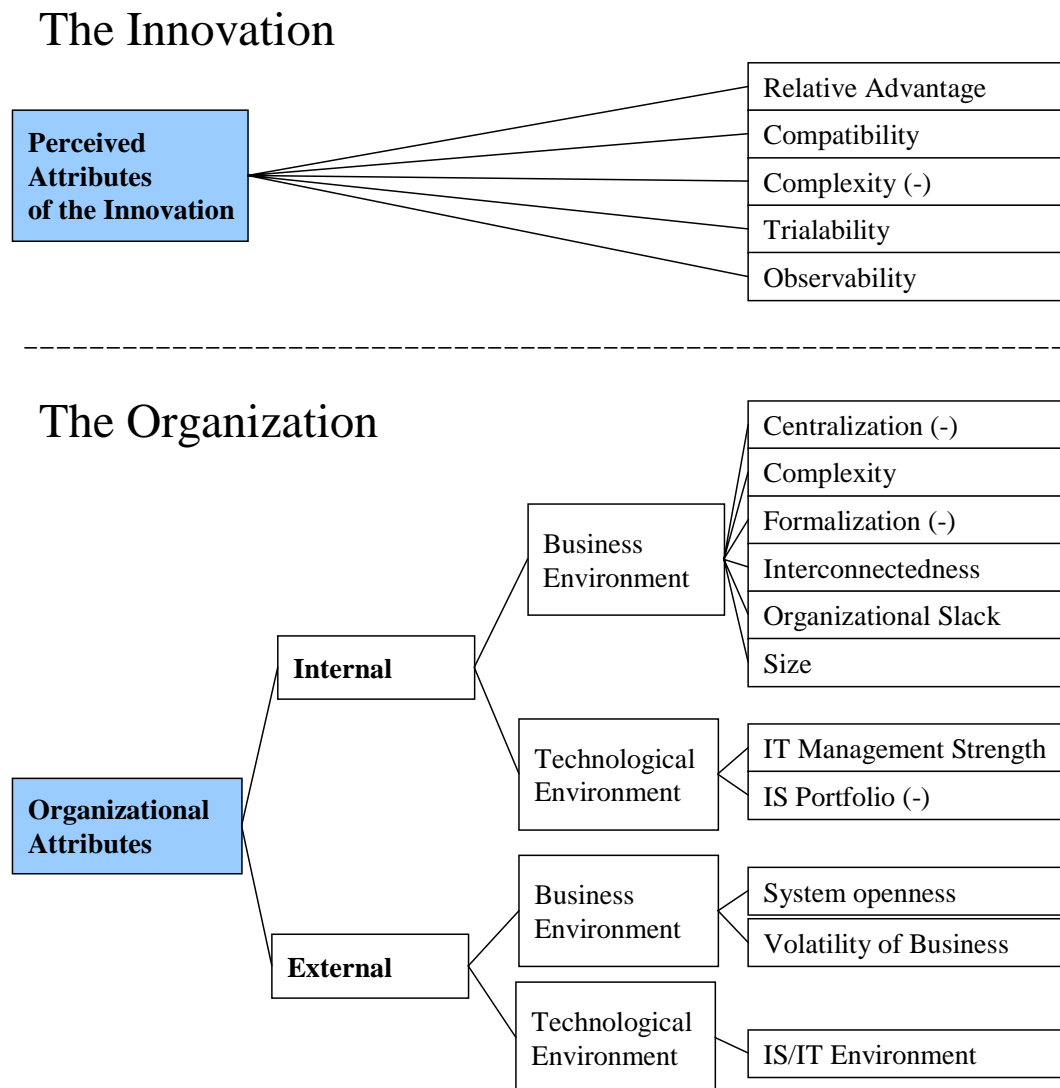 The Innovation
Perceived
Attributes
of the Innovation
Relative Advantage
Compatibility
Complexity (-)
Trialability
Observability
The Organization
Organizational
Attributes
Internal
External
Business
Environment
Technological
Environment
Business
Environment
Technological
Environment
Centralization (-)
Complexity
Formalization (-)
Interconnectedness
Organizational Slack
Size
IT Management Strength
IS Portfolio (-)
System openness
Volatility of Business
IS/IT Environment